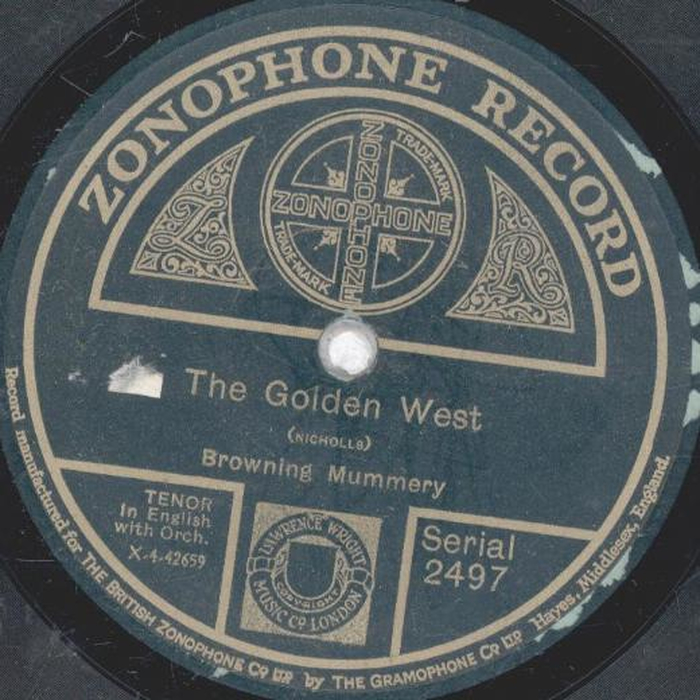 ZONOPHONE RECORD
ZONOPHONE
ZONOPHONE
TRADE-MARK
TRADE-MARK
Z
R
The Golden West
(NICHOLLS)
Browning Mummery
TENOR
In English
with Orch.
X-4-42659
LAWRENCE WRIGHT
COPYRIGHT
MUSIC Co LONDON
Serial
2497
Record manufactured for THE BRITISH ZONOPHONE Co LTD by THE GRAMOPHONE Co LTD Hayes, Middlesex, England.